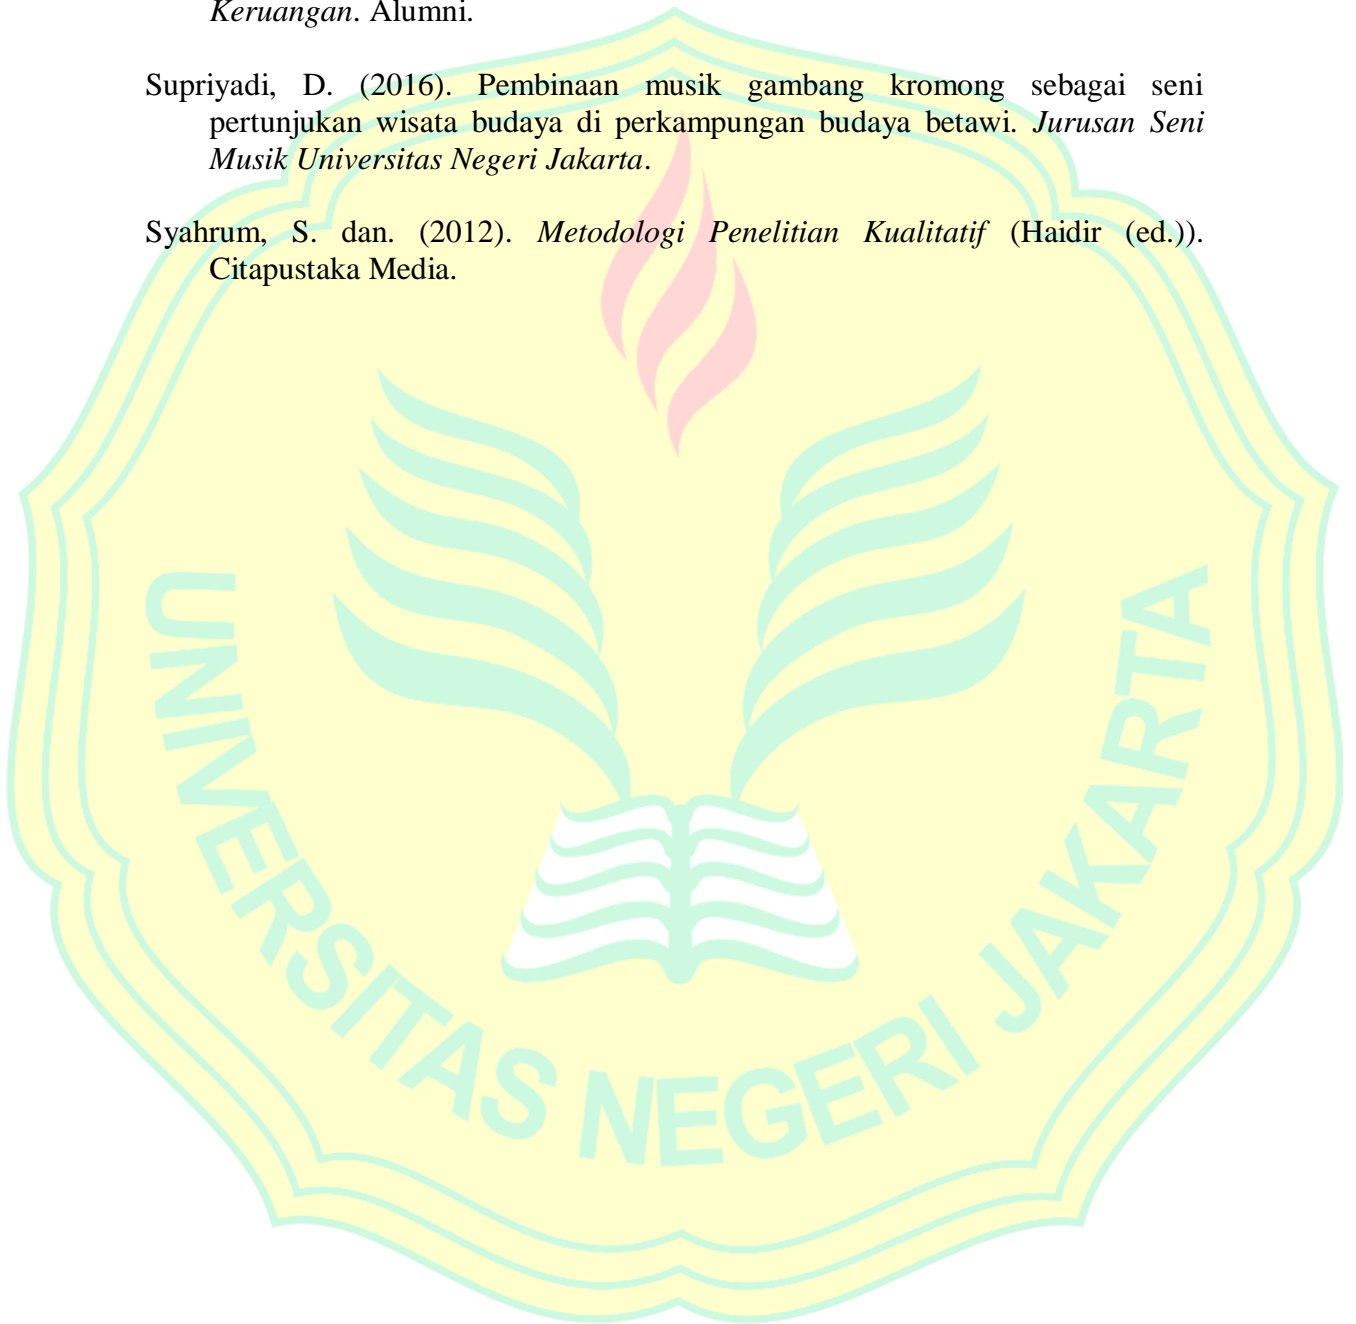 Keruangan. Alumni.
Supriyadi, D. (2016). Pembinaan musik gambang kromong sebagai seni
pertunjukan wisata budaya di perkampungan budaya betawi. Jurusan Seni
Musik Universitas Negeri Jakarta.
Syahrum, S. dan. (2012). Metodologi Penelitian Kualitatif (Haidir (ed.)).
Citapustaka Media.
UNIVERSITAS NEGERI JAKARTA